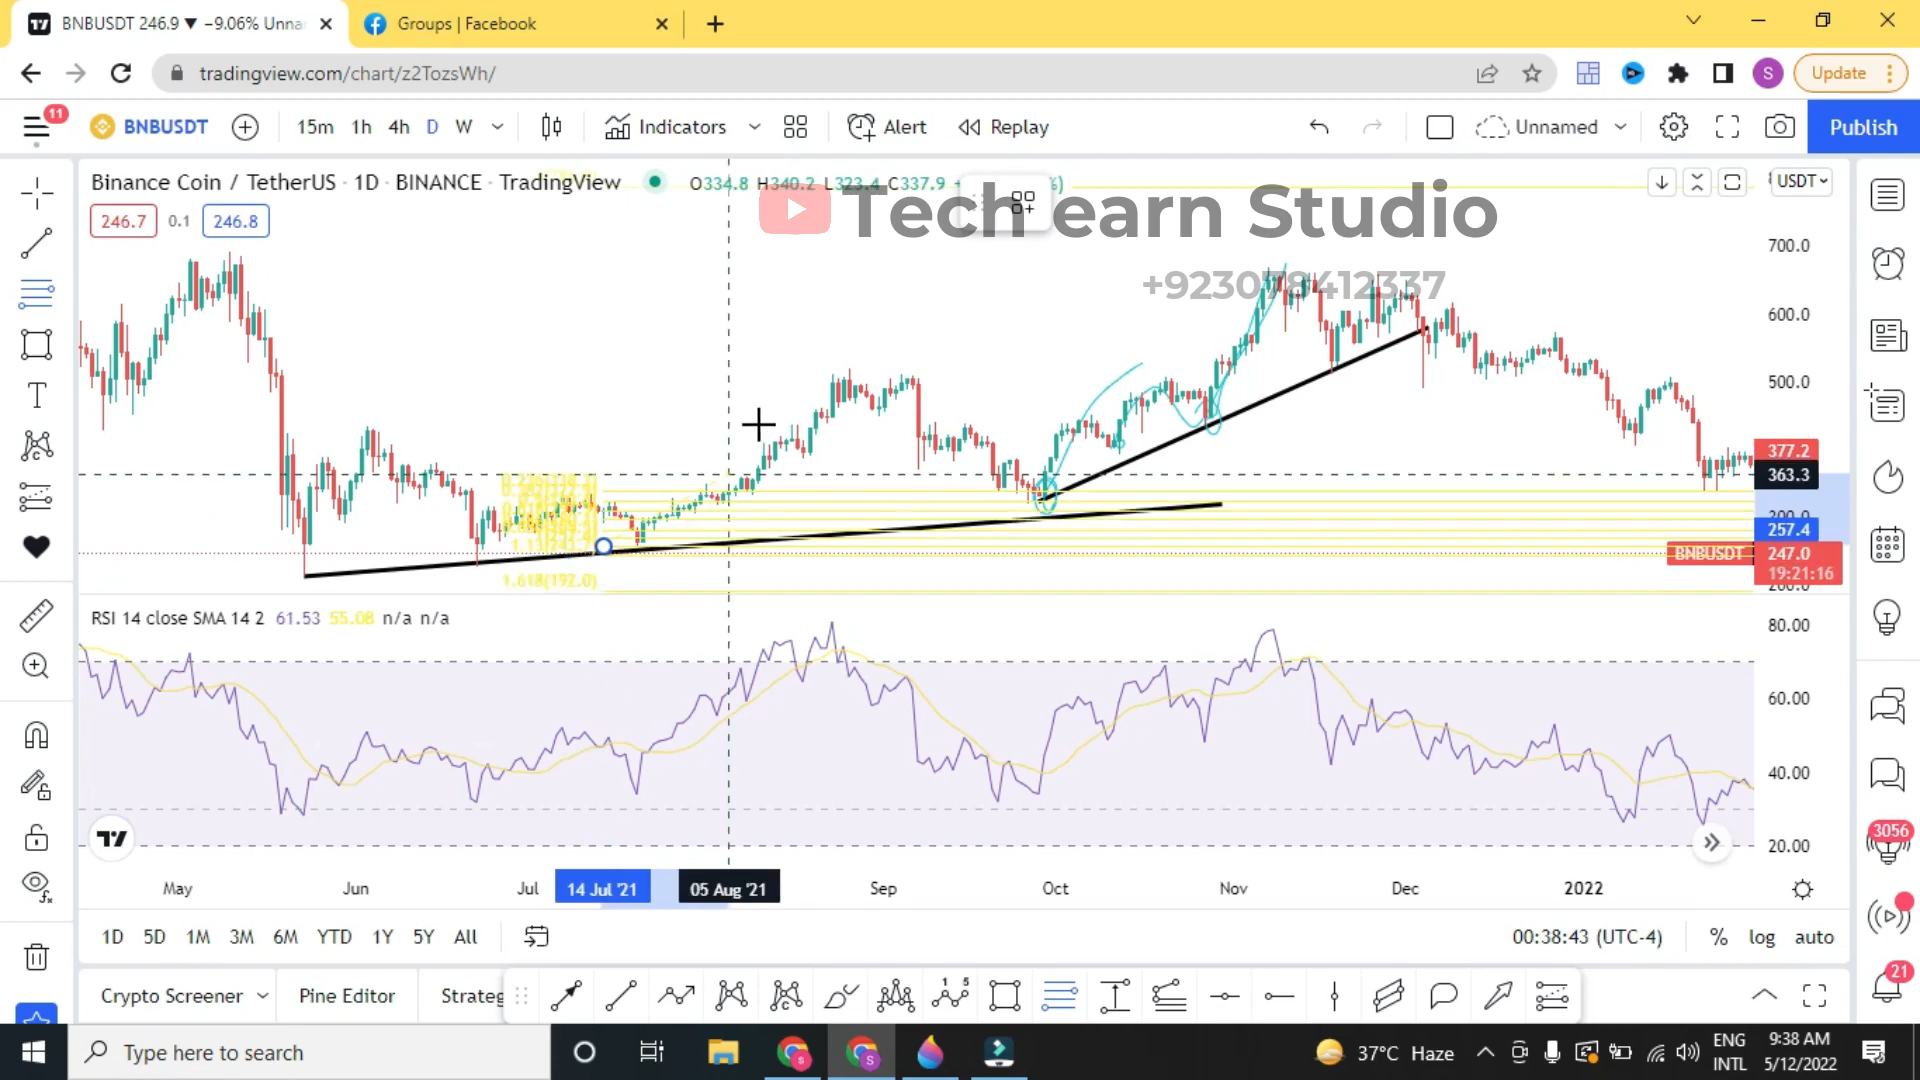 BNBUSDT 246.9 ▼ −9.06% Unna
Groups | Facebook
tradingview.com/chart/z2TozsWh/
S
Update
11
BNBUSDT
15m 1h 4h D W
Indicators
Alert
Replay
Unnamed
Publish
Binance Coin / TetherUS · 1D · BINANCE · TradingView
O334.8 H340.2 L323.4 C337.9
USDT
246.7 0.1 246.8
Tech earn Studio
+923078412337
700.0
600.0
500.0
377.2
363.3
257.4
BNBUSDT 247.0
19:21:16
1.618(192.0)
RSI 14 close SMA 14 2 61.53 55.08 n/a n/a
80.00
60.00
40.00
20.00
May Jun Jul 14 Jul '21 05 Aug '21 Sep Oct Nov Dec 2022
1D 5D 1M 3M 6M YTD 1Y 5Y All
00:38:43 (UTC-4) % log auto
3056
21
Crypto Screener Pine Editor Strateg
Type here to search
37°C Haze
ENG
INTL
9:38 AM
5/12/2022